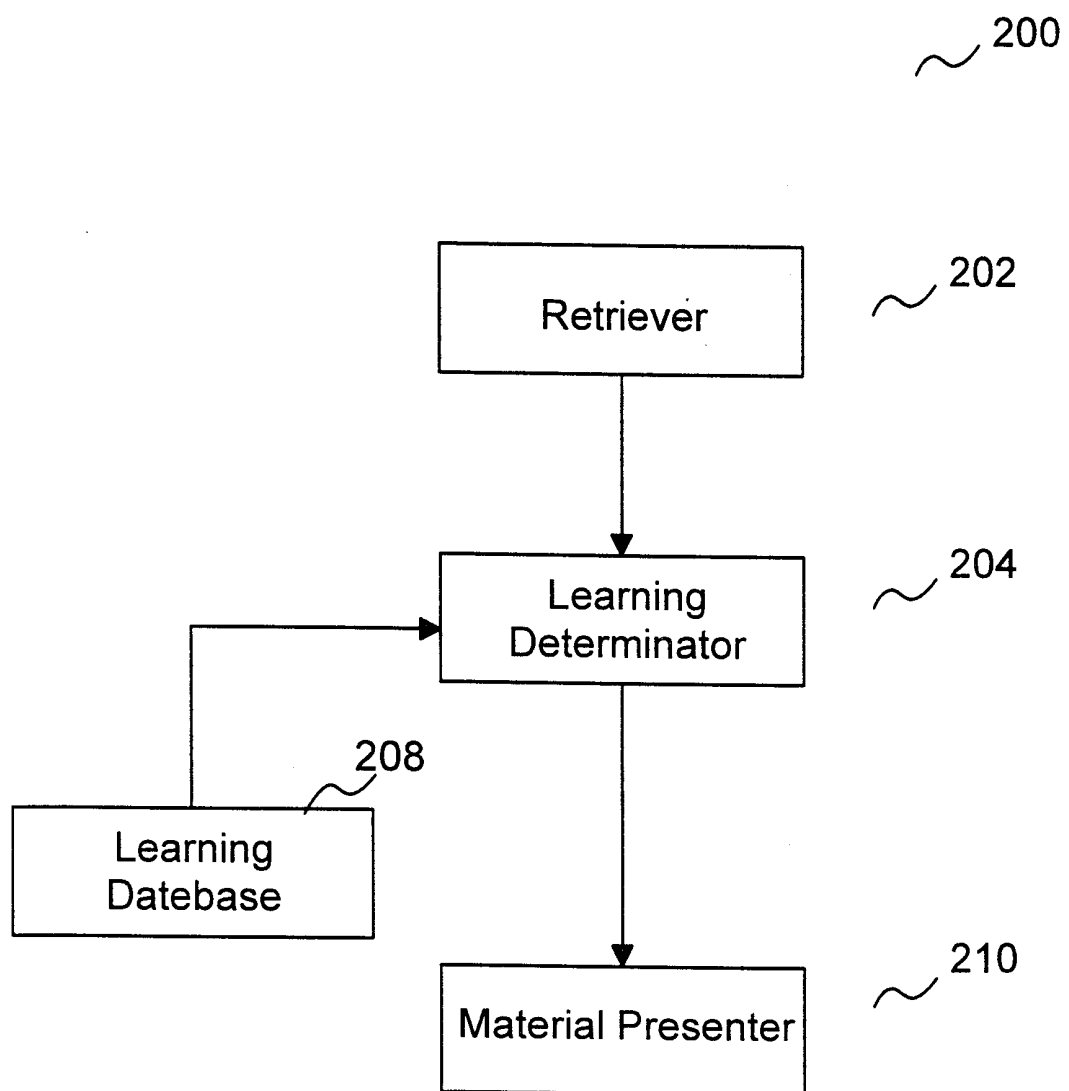 200
202
Retriever
204
Learning
Determinator
208
Learning
Datebase
210
Material Presenter